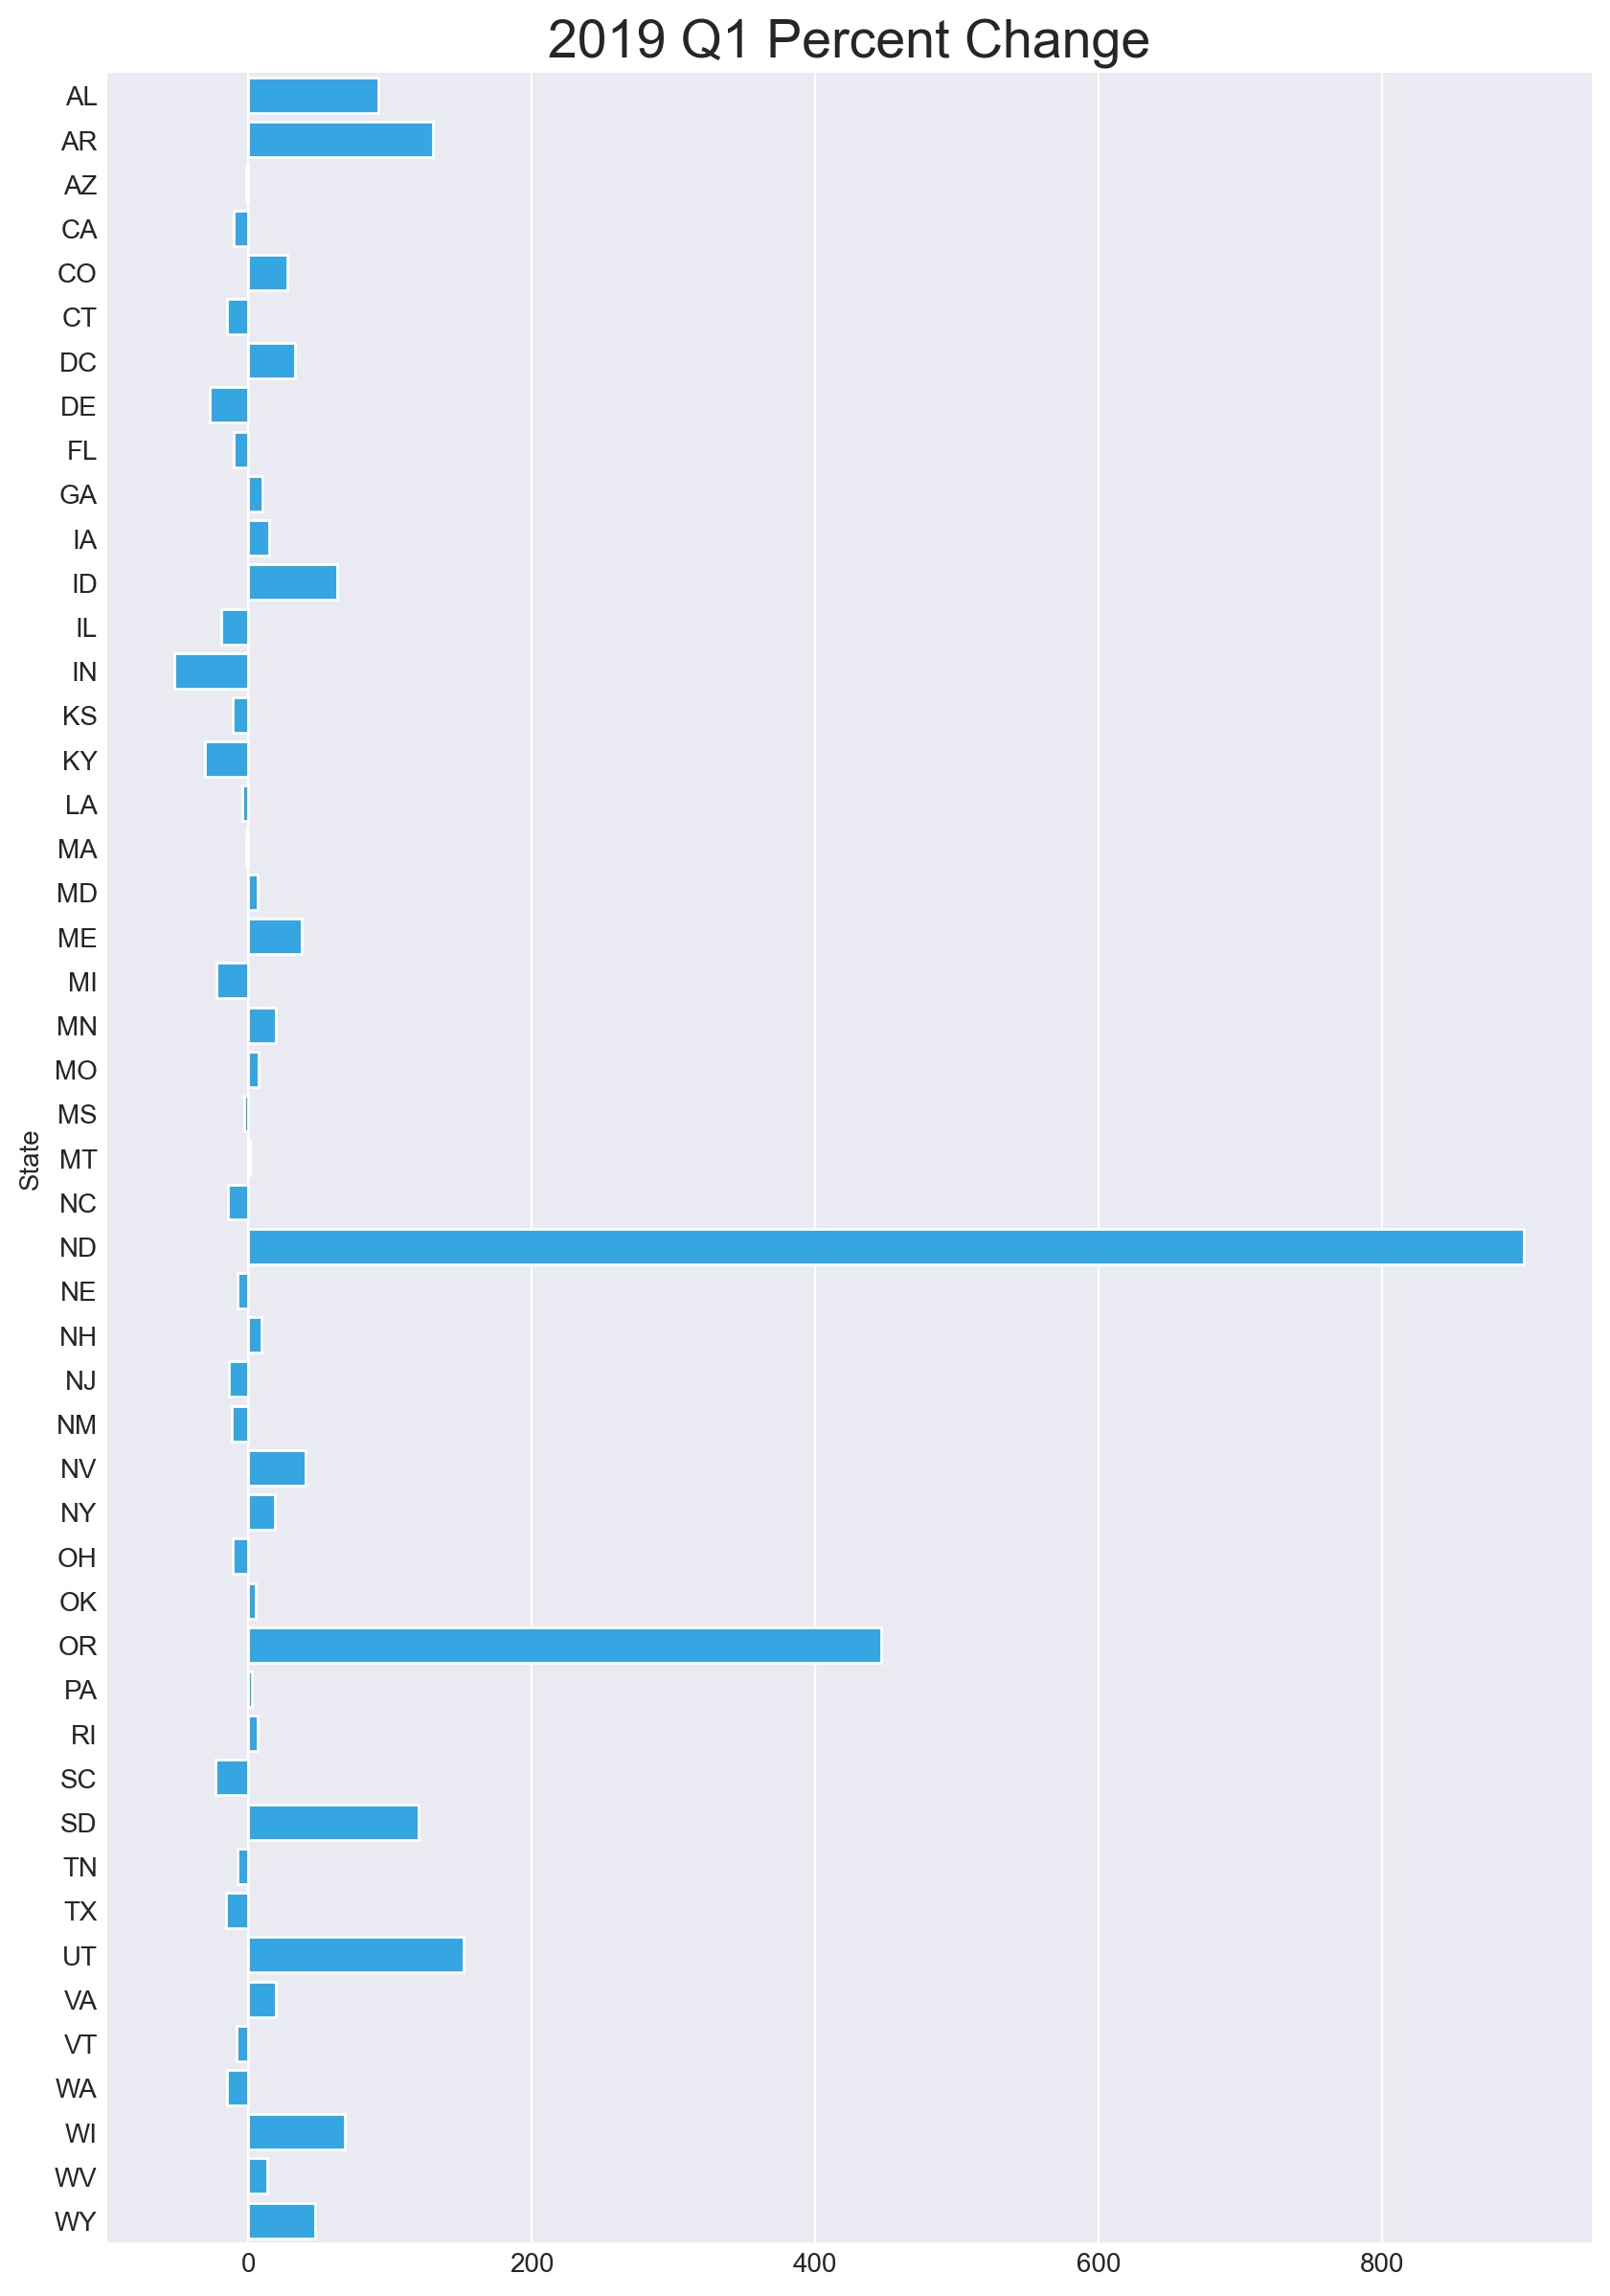 2019 Q1 Percent Change
AL
AR
AZ
CA
CO
CT
DC
DE
FL
GA
IA
ID
IL
IN
KS
KY
LA
MA
MD
ME
MI
MN
MO
MS
MT
NC
ND
NE
NH
NJ
NM
NV
NY
OH
OK
OR
PA
RI
SC
SD
TN
TX
UT
VA
VT
WA
WI
WV
WY
State
0 200 400 600 800